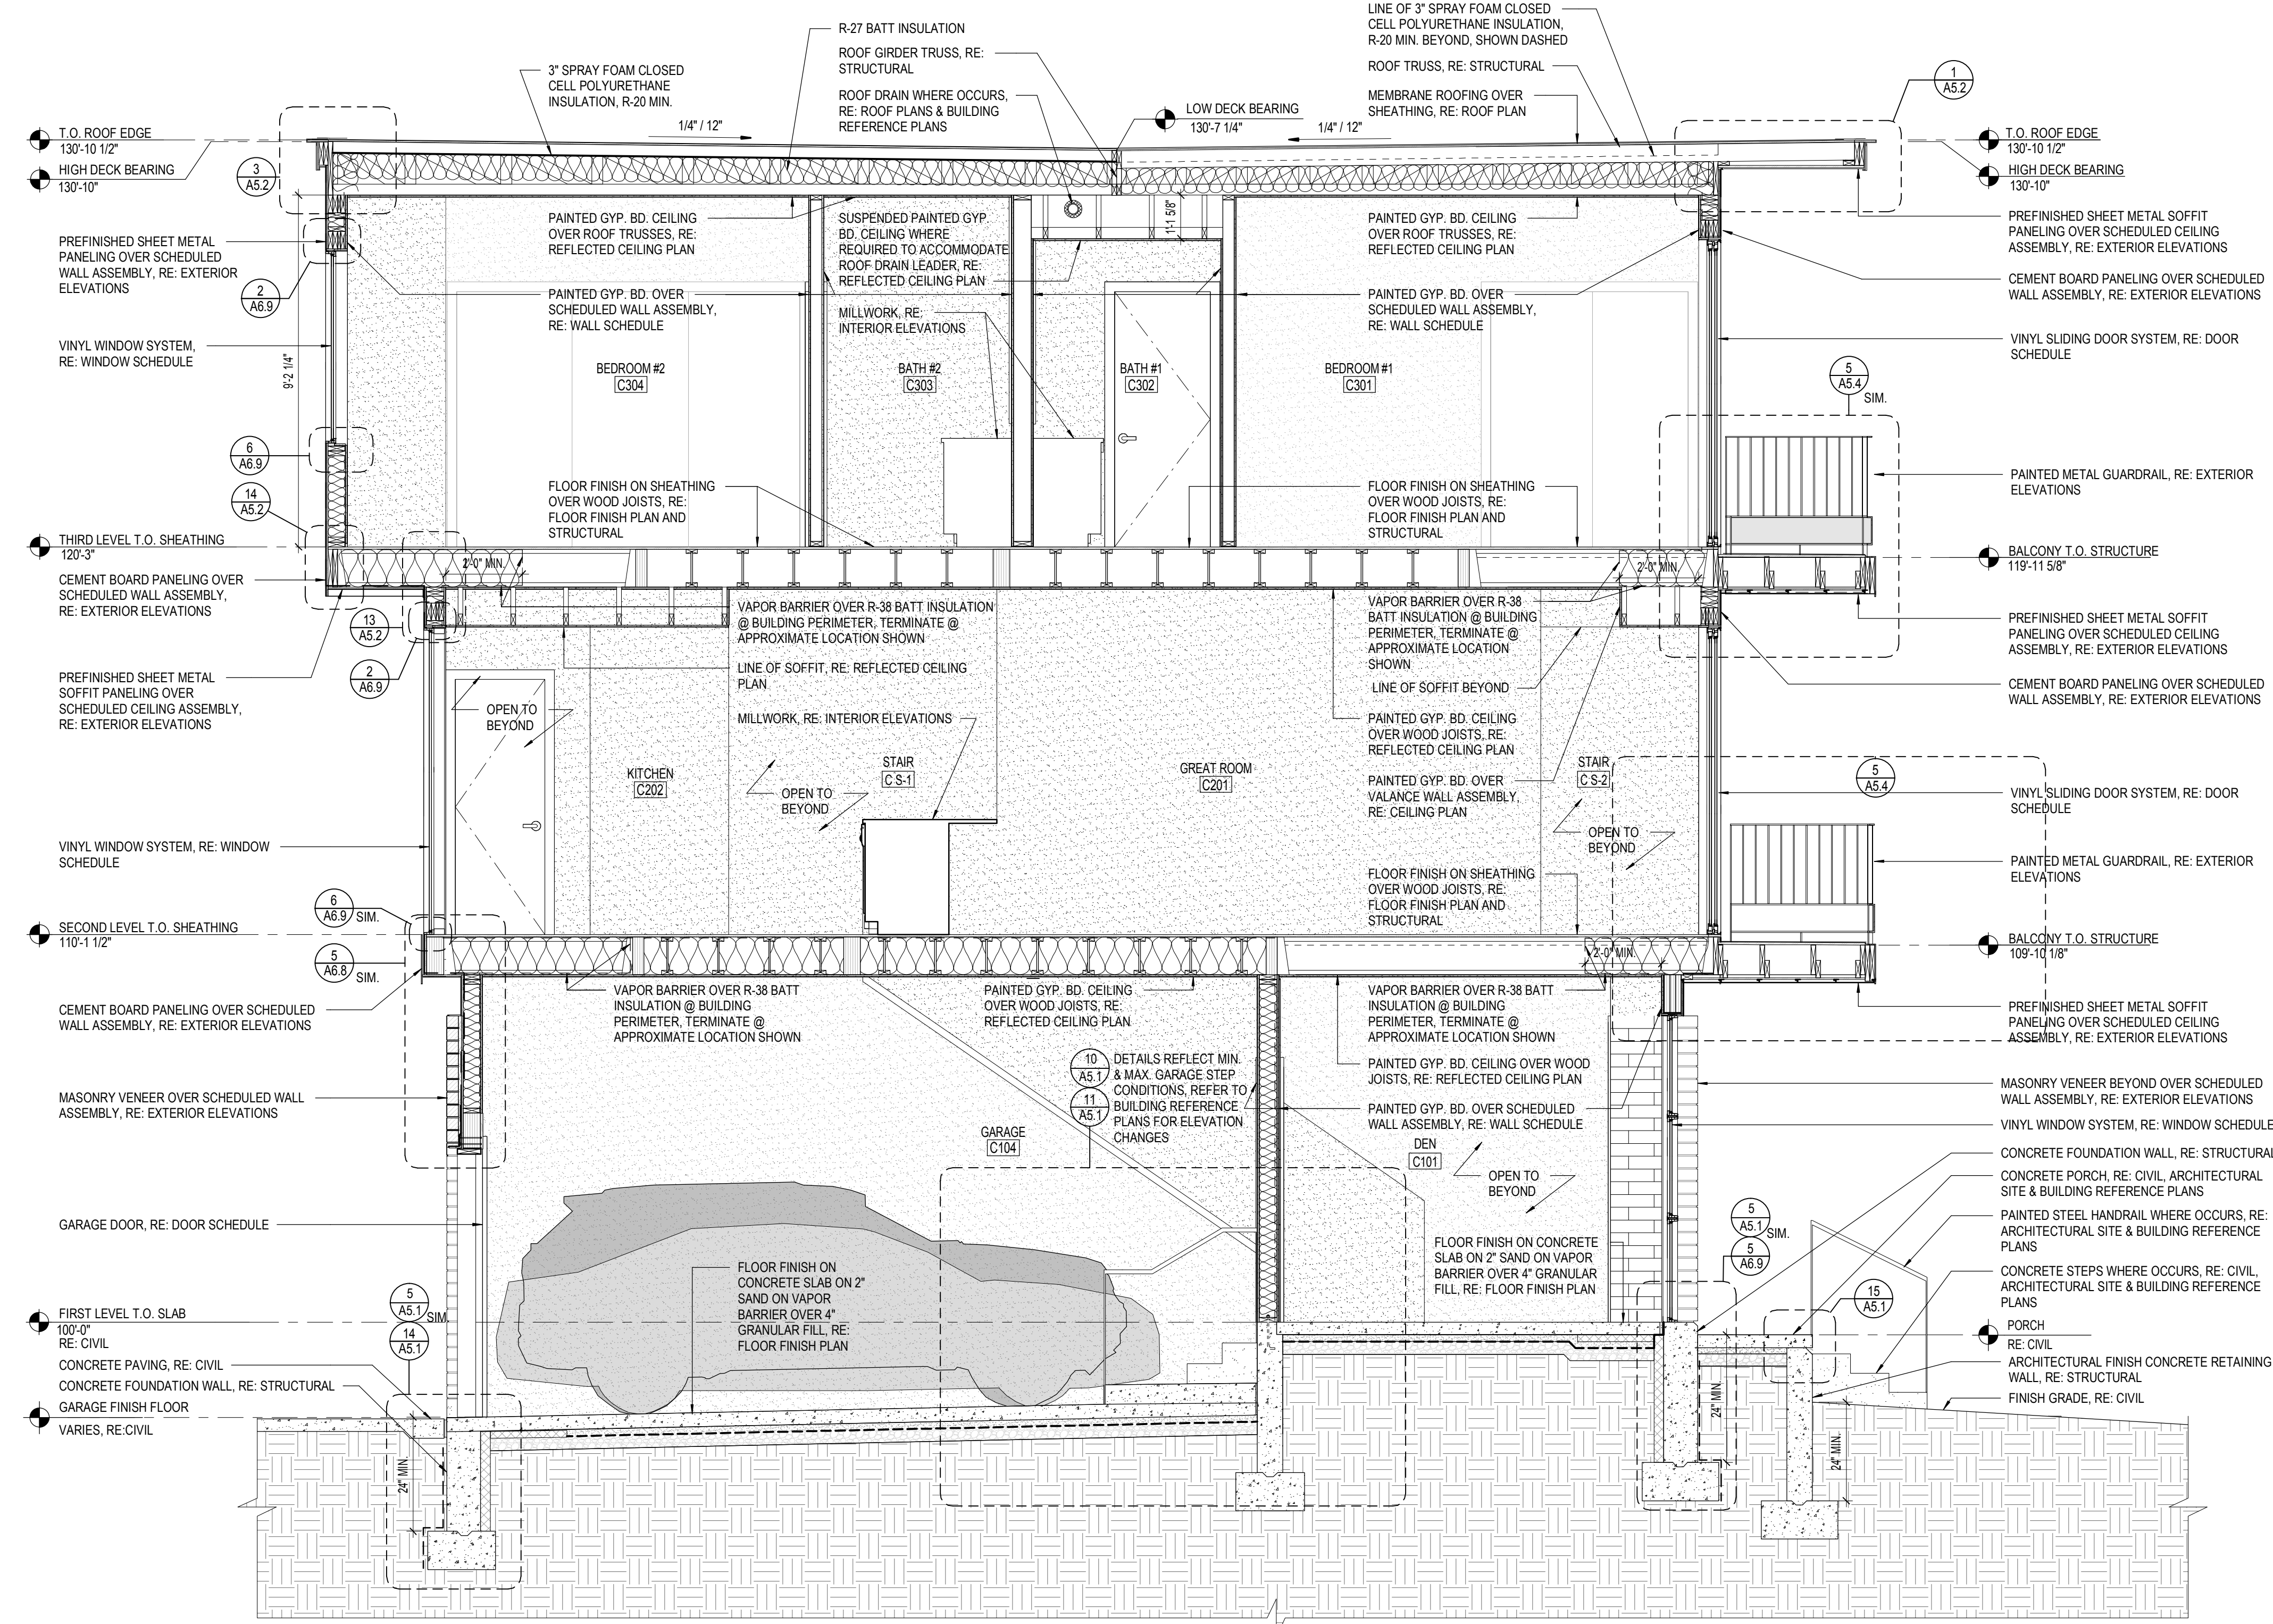 R-27 BATT INSULATION
ROOF GIRDER TRUSS, RE:
STRUCTURAL
ROOF DRAIN WHERE OCCURS,
RE: ROOF PLANS & BUILDING
REFERENCE PLANS
3" SPRAY FOAM CLOSED
CELL POLYURETHANE
INSULATION, R-20 MIN.
LINE OF 3" SPRAY FOAM CLOSED
CELL POLYURETHANE INSULATION,
R-20 MIN. BEYOND, SHOWN DASHED
ROOF TRUSS, RE: STRUCTURAL
MEMBRANE ROOFING OVER
SHEATHING, RE: ROOF PLAN
1
A5.2
1/4" / 12"
LOW DECK BEARING
130'-7 1/4"
1/4" / 12"
T.O. ROOF EDGE
130'-10 1/2"
HIGH DECK BEARING
130'-10"
3
A5.2
PREFINISHED SHEET METAL
PANELING OVER SCHEDULED
WALL ASSEMBLY, RE: EXTERIOR
ELEVATIONS
2
A6.9
VINYL WINDOW SYSTEM,
RE: WINDOW SCHEDULE
9'-2 1/4"
6
A6.9
14
A5.2
THIRD LEVEL T.O. SHEATHING
120'-3"
CEMENT BOARD PANELING OVER
SCHEDULED WALL ASSEMBLY,
RE: EXTERIOR ELEVATIONS
13
A5.2
2
A6.9
PREFINISHED SHEET METAL
SOFFIT PANELING OVER
SCHEDULED CEILING ASSEMBLY,
RE: EXTERIOR ELEVATIONS
VINYL WINDOW SYSTEM, RE: WINDOW
SCHEDULE
6
A6.9
SIM.
SECOND LEVEL T.O. SHEATHING
110'-1 1/2"
5
A6.8
SIM.
CEMENT BOARD PANELING OVER SCHEDULED
WALL ASSEMBLY, RE: EXTERIOR ELEVATIONS
MASONRY VENEER OVER SCHEDULED WALL
ASSEMBLY, RE: EXTERIOR ELEVATIONS
GARAGE DOOR, RE: DOOR SCHEDULE
5
A5.1
SIM.
14
A5.1
FIRST LEVEL T.O. SLAB
100'-0"
RE: CIVIL
CONCRETE PAVING, RE: CIVIL
CONCRETE FOUNDATION WALL, RE: STRUCTURAL
GARAGE FINISH FLOOR
VARIES, RE:CIVIL
24" MIN.
PAINTED GYP. BD. CEILING
OVER ROOF TRUSSES, RE:
REFLECTED CEILING PLAN
SUSPENDED PAINTED GYP.
BD. CEILING WHERE
REQUIRED TO ACCOMMODATE
ROOF DRAIN LEADER, RE:
REFLECTED CEILING PLAN
1'-11 5/8"
PAINTED GYP. BD. CEILING
OVER ROOF TRUSSES, RE:
REFLECTED CEILING PLAN
PAINTED GYP. BD. OVER
SCHEDULED WALL ASSEMBLY,
RE: WALL SCHEDULE
MILLWORK, RE:
INTERIOR ELEVATIONS
PAINTED GYP. BD. OVER
SCHEDULED WALL ASSEMBLY,
RE: WALL SCHEDULE
BEDROOM #2
C304
BATH #2
C303
BATH #1
C302
BEDROOM #1
C301
FLOOR FINISH ON SHEATHING
OVER WOOD JOISTS, RE:
FLOOR FINISH PLAN AND
STRUCTURAL
FLOOR FINISH ON SHEATHING
OVER WOOD JOISTS, RE:
FLOOR FINISH PLAN AND
STRUCTURAL
2'-0" MIN.
2'-0" MIN.
VAPOR BARRIER OVER R-38 BATT INSULATION
@ BUILDING PERIMETER, TERMINATE @
APPROXIMATE LOCATION SHOWN
LINE OF SOFFIT, RE: REFLECTED CEILING
PLAN
MILLWORK, RE: INTERIOR ELEVATIONS
VAPOR BARRIER OVER R-38
BATT INSULATION @ BUILDING
PERIMETER, TERMINATE @
APPROXIMATE LOCATION
SHOWN
LINE OF SOFFIT BEYOND
PAINTED GYP. BD. CEILING
OVER WOOD JOISTS, RE:
REFLECTED CEILING PLAN
PAINTED GYP. BD. OVER
VALANCE WALL ASSEMBLY,
RE: CEILING PLAN
OPEN TO
BEYOND
KITCHEN
C202
OPEN TO
BEYOND
STAIR
C S-1
GREAT ROOM
C201
STAIR
C S-2
OPEN TO
BEYOND
FLOOR FINISH ON SHEATHING
OVER WOOD JOISTS, RE:
FLOOR FINISH PLAN AND
STRUCTURAL
2'-0" MIN.
VAPOR BARRIER OVER R-38 BATT
INSULATION @ BUILDING
PERIMETER, TERMINATE @
APPROXIMATE LOCATION SHOWN
PAINTED GYP. BD. CEILING
OVER WOOD JOISTS, RE:
REFLECTED CEILING PLAN
VAPOR BARRIER OVER R-38 BATT
INSULATION @ BUILDING
PERIMETER, TERMINATE @
APPROXIMATE LOCATION SHOWN
10
A5.1
11
A5.1
DETAILS REFLECT MIN.
& MAX. GARAGE STEP
CONDITIONS, REFER TO
BUILDING REFERENCE
PLANS FOR ELEVATION
CHANGES
PAINTED GYP. BD. CEILING OVER WOOD
JOISTS, RE: REFLECTED CEILING PLAN
PAINTED GYP. BD. OVER SCHEDULED
WALL ASSEMBLY, RE: WALL SCHEDULE
GARAGE
C104
DEN
C101
OPEN TO
BEYOND
FLOOR FINISH ON
CONCRETE SLAB ON 2"
SAND ON VAPOR
BARRIER OVER 4"
GRANULAR FILL, RE:
FLOOR FINISH PLAN
FLOOR FINISH ON CONCRETE
SLAB ON 2" SAND ON VAPOR
BARRIER OVER 4" GRANULAR
FILL, RE: FLOOR FINISH PLAN
T.O. ROOF EDGE
130'-10 1/2"
HIGH DECK BEARING
130'-10"
PREFINISHED SHEET METAL SOFFIT
PANELING OVER SCHEDULED CEILING
ASSEMBLY, RE: EXTERIOR ELEVATIONS
CEMENT BOARD PANELING OVER SCHEDULED
WALL ASSEMBLY, RE: EXTERIOR ELEVATIONS
VINYL SLIDING DOOR SYSTEM, RE: DOOR
SCHEDULE
5
A5.4
SIM.
PAINTED METAL GUARDRAIL, RE: EXTERIOR
ELEVATIONS
BALCONY T.O. STRUCTURE
119'-11 5/8"
PREFINISHED SHEET METAL SOFFIT
PANELING OVER SCHEDULED CEILING
ASSEMBLY, RE: EXTERIOR ELEVATIONS
CEMENT BOARD PANELING OVER SCHEDULED
WALL ASSEMBLY, RE: EXTERIOR ELEVATIONS
5
A5.4
VINYL SLIDING DOOR SYSTEM, RE: DOOR
SCHEDULE
PAINTED METAL GUARDRAIL, RE: EXTERIOR
ELEVATIONS
BALCONY T.O. STRUCTURE
109'-10 1/8"
PREFINISHED SHEET METAL SOFFIT
PANELING OVER SCHEDULED CEILING
ASSEMBLY, RE: EXTERIOR ELEVATIONS
MASONRY VENEER BEYOND OVER SCHEDULED
WALL ASSEMBLY, RE: EXTERIOR ELEVATIONS
VINYL WINDOW SYSTEM, RE: WINDOW SCHEDULE
CONCRETE FOUNDATION WALL, RE: STRUCTURAL
CONCRETE PORCH, RE: CIVIL, ARCHITECTURAL
SITE & BUILDING REFERENCE PLANS
5
A5.1
SIM.
5
A6.9
PAINTED STEEL HANDRAIL WHERE OCCURS, RE:
ARCHITECTURAL SITE & BUILDING REFERENCE
PLANS
CONCRETE STEPS WHERE OCCURS, RE: CIVIL,
ARCHITECTURAL SITE & BUILDING REFERENCE
PLANS
15
A5.1
PORCH
RE: CIVIL
ARCHITECTURAL FINISH CONCRETE RETAINING
WALL, RE: STRUCTURAL
FINISH GRADE, RE: CIVIL
24" MIN.
24" MIN.